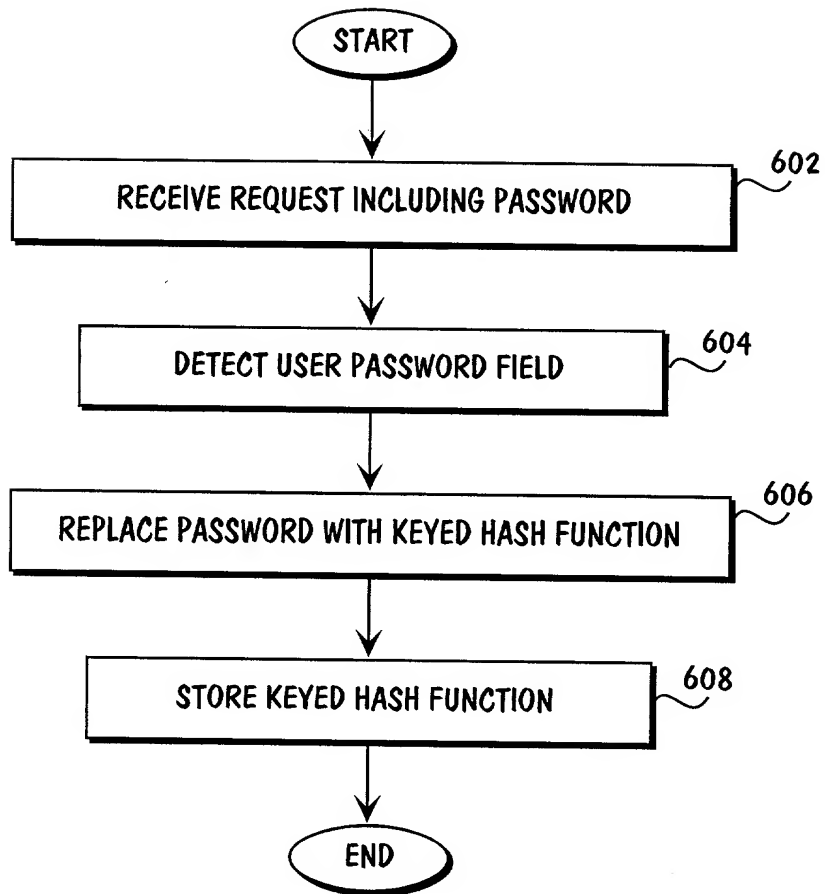 START
RECEIVE REQUEST INCLUDING PASSWORD
602
DETECT USER PASSWORD FIELD
604
REPLACE PASSWORD WITH KEYED HASH FUNCTION
606
STORE KEYED HASH FUNCTION
608
END